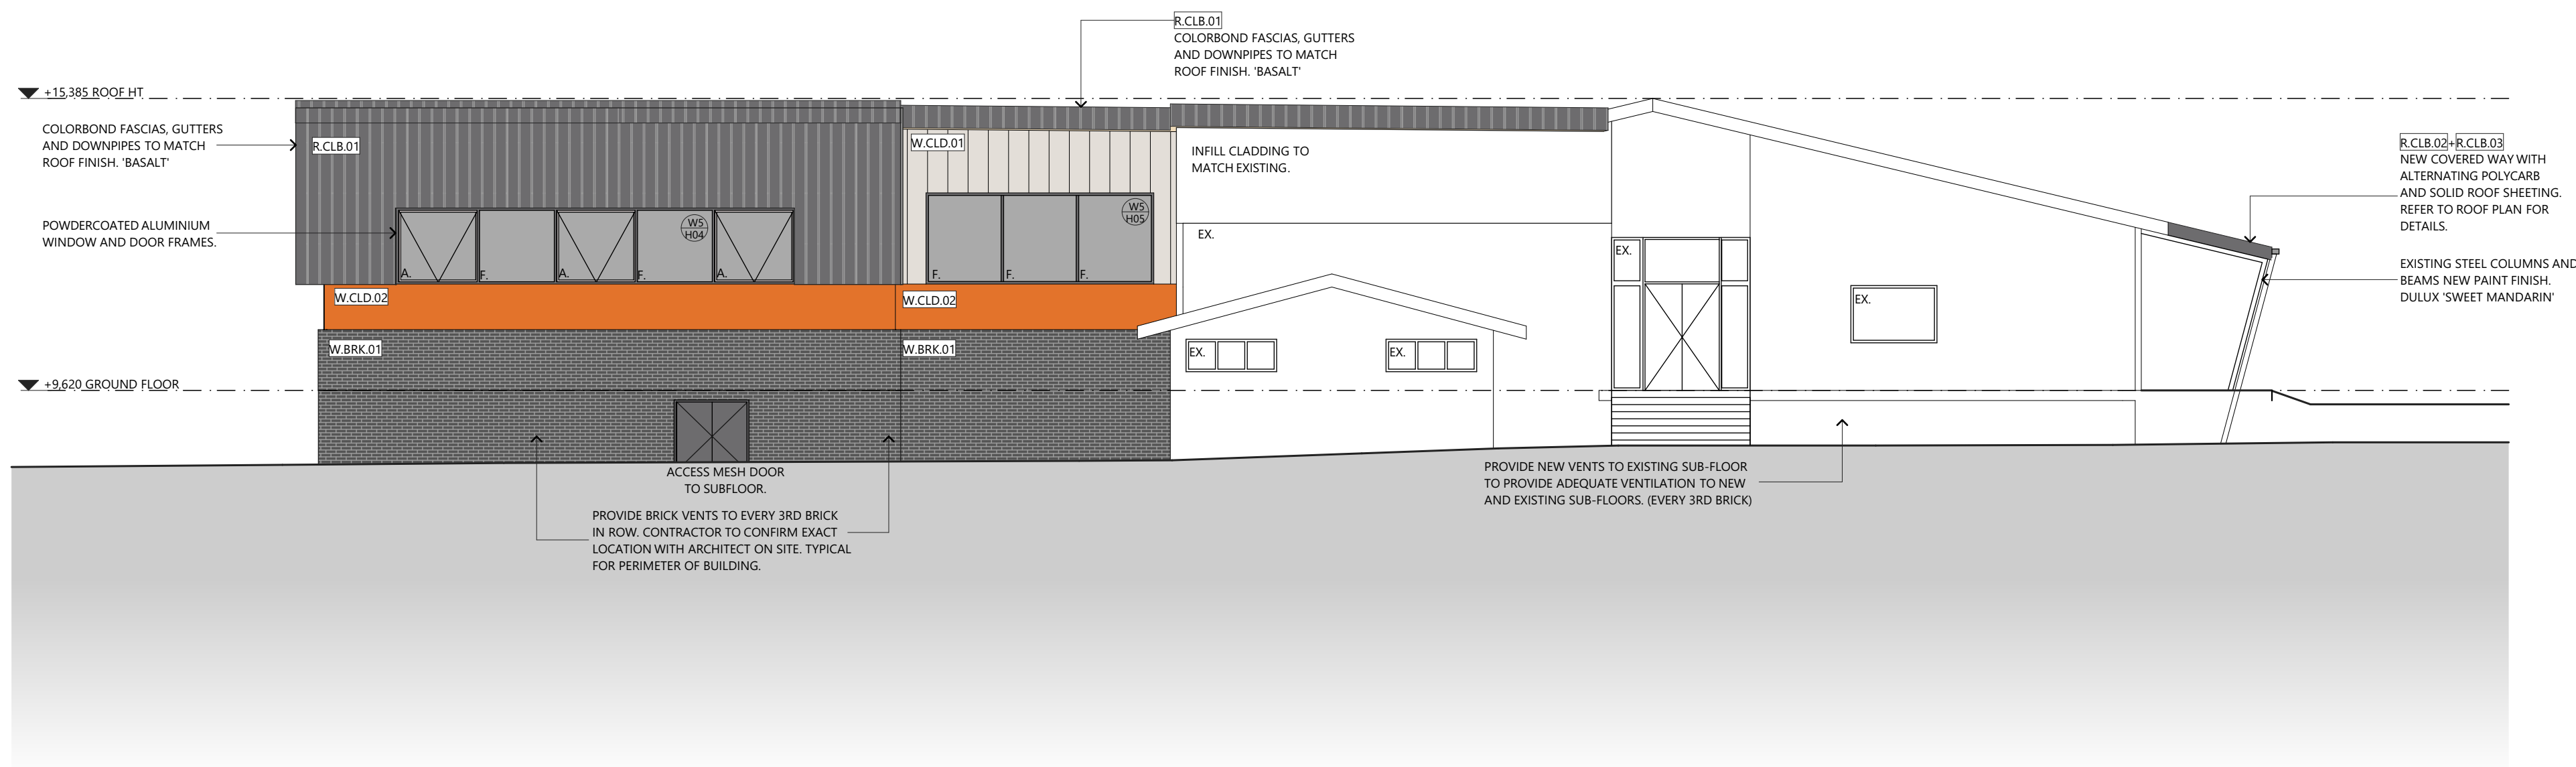 R.CLB.01
COLORBOND FASCIAS, GUTTERS
AND DOWNPIPES TO MATCH
ROOF FINISH. 'BASALT'
+15,385 ROOF HT
COLORBOND FASCIAS, GUTTERS
AND DOWNPIPES TO MATCH
ROOF FINISH. 'BASALT'
R.CLB.01
W.CLD.01
INFILL CLADDING TO
MATCH EXISTING.
R.CLB.02+R.CLB.03
NEW COVERED WAY WITH
ALTERNATING POLYCARB
AND SOLID ROOF SHEETING.
REFER TO ROOF PLAN FOR
DETAILS.
POWDERCOATED ALUMINIUM
WINDOW AND DOOR FRAMES.
W5
H04
W5
H05
EX.
EX.
A.
F.
A.
F.
A.
F.
F.
F.
EXISTING STEEL COLUMNS AND
BEAMS NEW PAINT FINISH.
DULUX 'SWEET MANDARIN'
W.CLD.02
W.CLD.02
EX.
W.BRK.01
W.BRK.01
EX.
EX.
+9,620 GROUND FLOOR
ACCESS MESH DOOR
TO SUBFLOOR.
PROVIDE NEW VENTS TO EXISTING SUB-FLOOR
TO PROVIDE ADEQUATE VENTILATION TO NEW
AND EXISTING SUB-FLOORS. (EVERY 3RD BRICK)
PROVIDE BRICK VENTS TO EVERY 3RD BRICK
IN ROW. CONTRACTOR TO CONFIRM EXACT
LOCATION WITH ARCHITECT ON SITE. TYPICAL
FOR PERIMETER OF BUILDING.